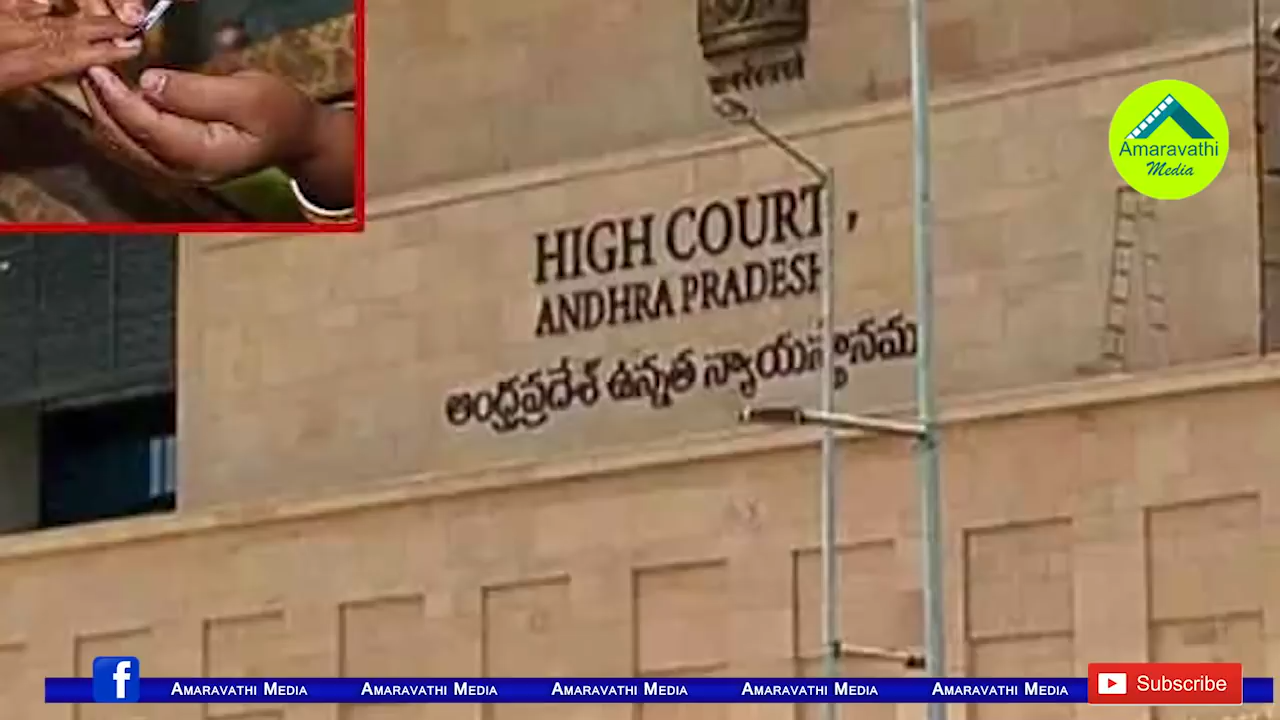 Amaravathi
Media
HIGH COURT,
ANDHRA PRADESH
ఆంధ్రప్రదేశ్ ఉన్నత న్యాయస్థానము
f
AMARAVATHI MEDIA AMARAVATHI MEDIA AMARAVATHI MEDIA AMARAVATHI MEDIA AMARAVATHI MEDIA
Subscribe